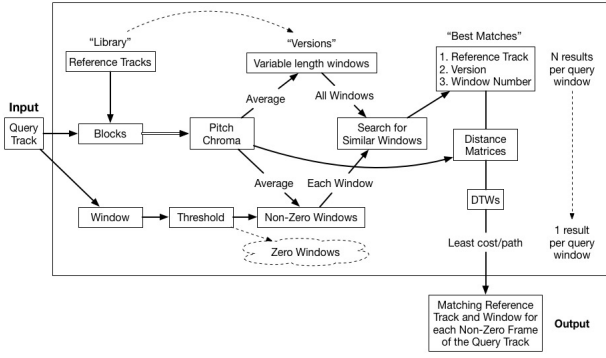 “Library”
Reference Tracks
“Versions”
Variable length windows
“Best Matches”
1. Reference Track
2. Version
3. Window Number
N results
per query
window
Average
All Windows
Input
Query
Track
Blocks
Pitch
Chroma
Search for
Similar Windows
Distance
Matrices
Average
Each Window
DTWs
Window
Threshold
Non-Zero Windows
Zero Windows
Least cost/path
1 result
per query
window
Matching Reference
Track and Window for
each Non-Zero Frame
of the Query Track
Output